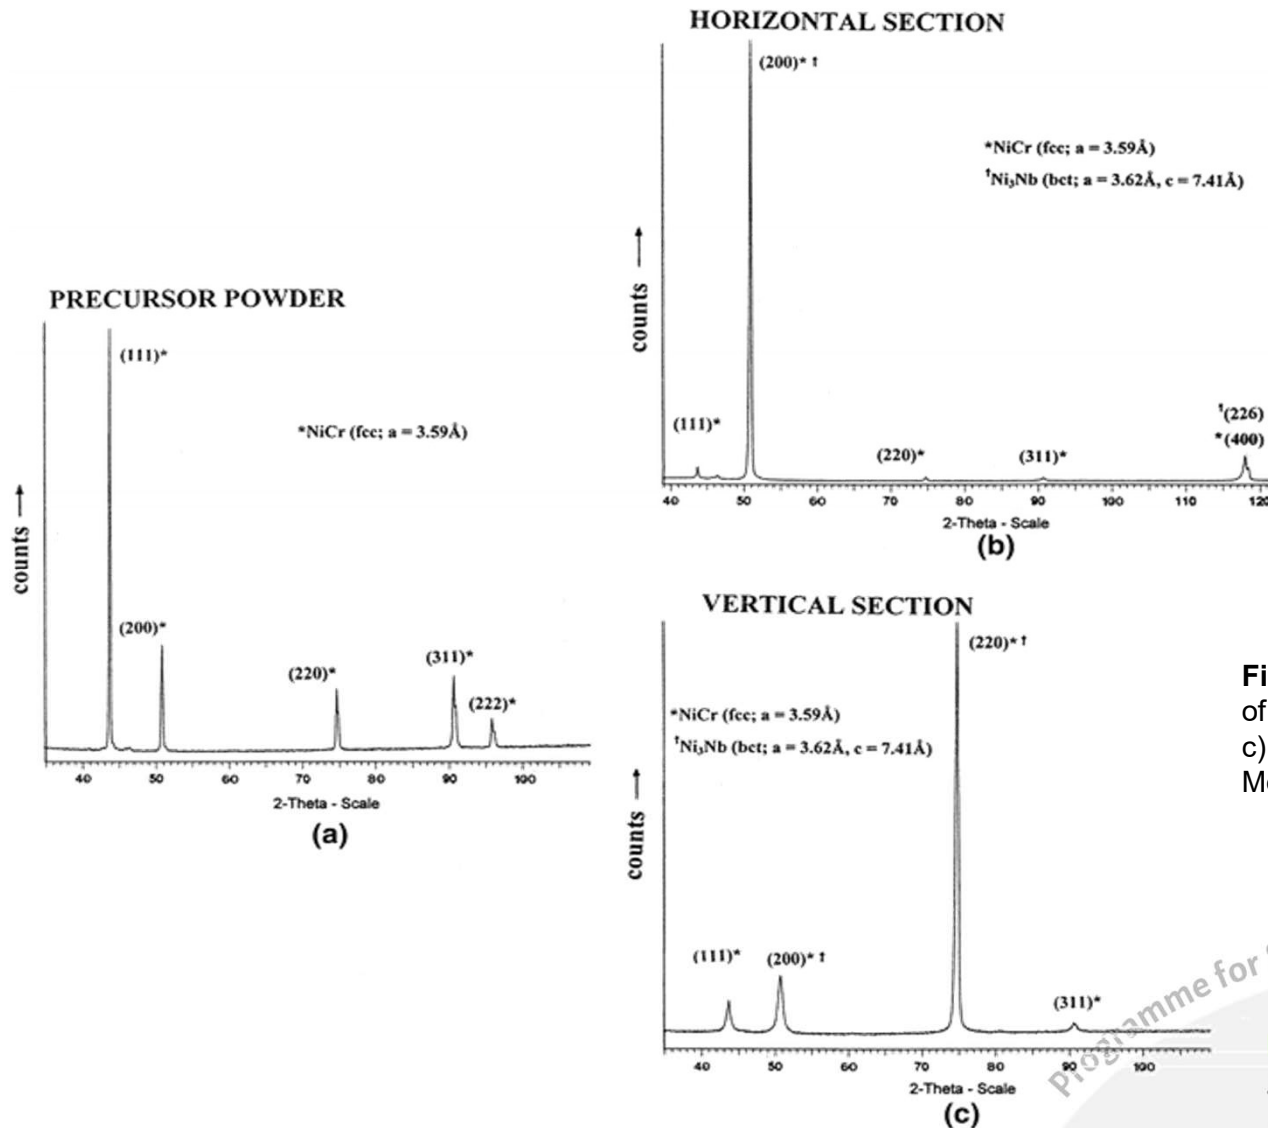 HORIZONTAL SECTION
(200)* †
*NiCr (fcc; a = 3.59Å)
†Ni₃Nb (bct; a = 3.62Å, c = 7.41Å)
counts
(111)*
(220)*
(311)*
†(226)
*(400)
40 50 60 70 80 90 100 110 120
2-Theta - Scale
(b)
PRECURSOR POWDER
(111)*
*NiCr (fcc; a = 3.59Å)
counts
(200)*
(220)*
(311)*
(222)*
40 50 60 70 80 90 100
2-Theta - Scale
(a)
VERTICAL SECTION
(220)* †
*NiCr (fcc; a = 3.59Å)
†Ni₃Nb (bct; a = 3.62Å, c = 7.41Å)
counts
(111)*
(200)* †
(311)*
40 50 60 70 80 90 100
2-Theta - Scale
(c)
of
c)
Programme for